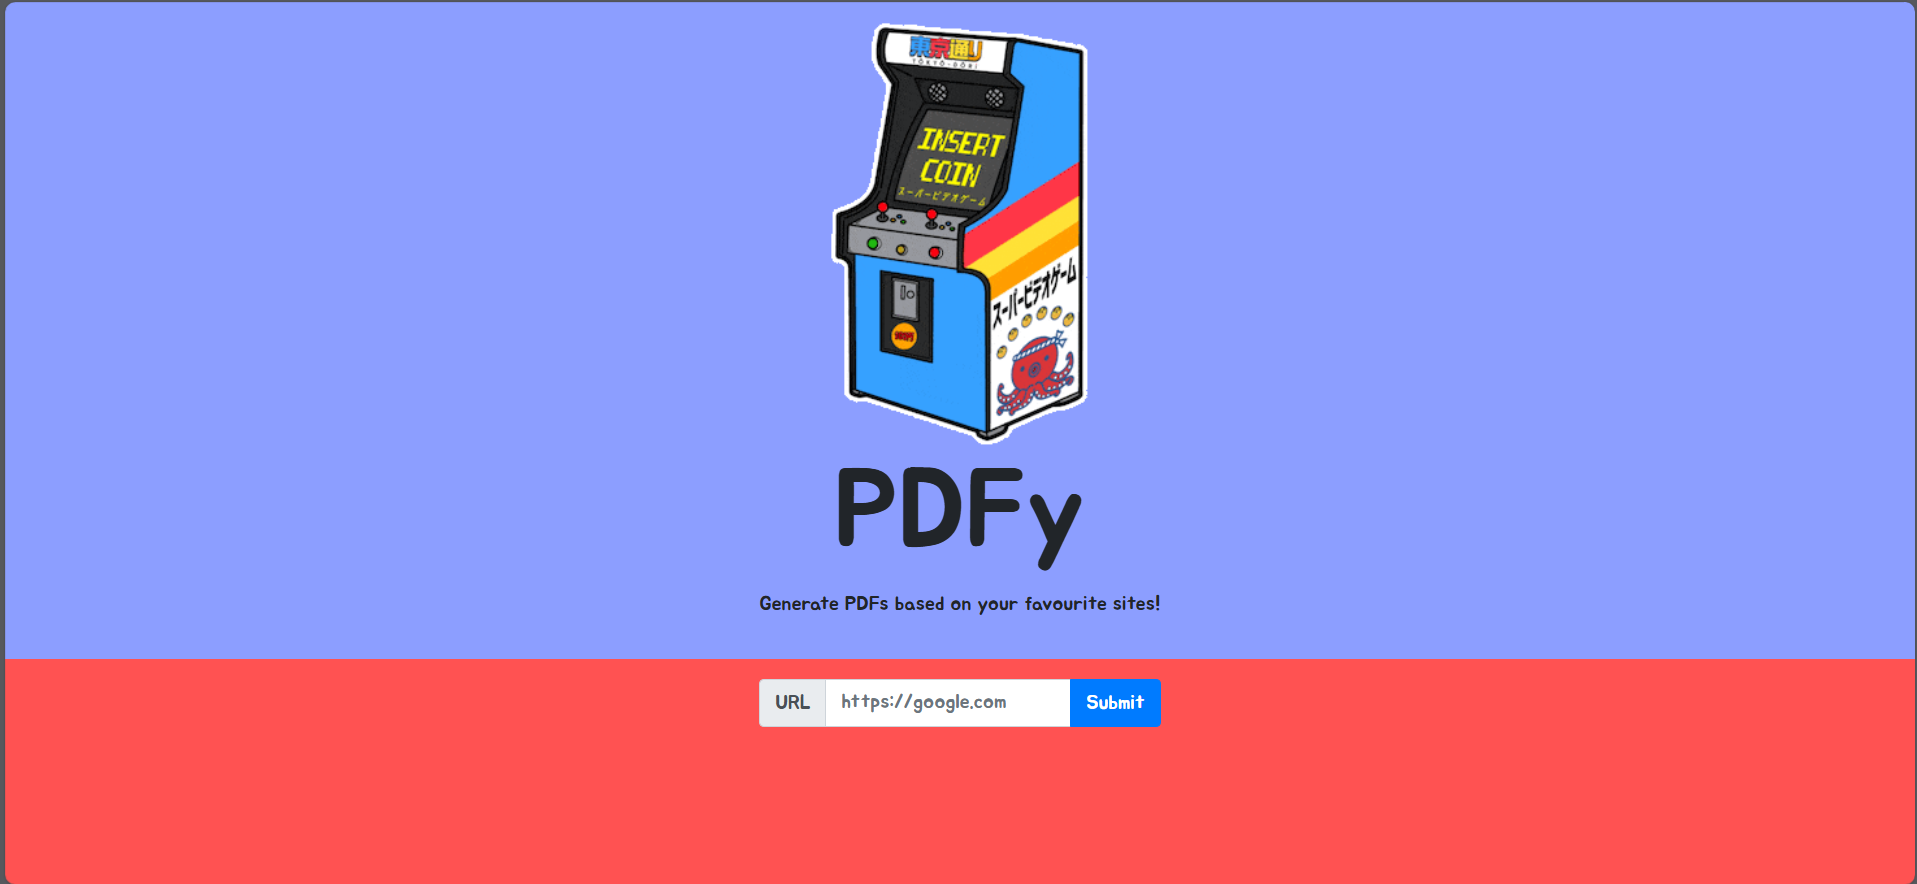 東京通り
TOKYO-DORI
INSERT
COIN
スーパービデオゲーム
スーパービデオゲーム
PDFy
Generate PDFs based on your favourite sites!
URL https://google.com Submit